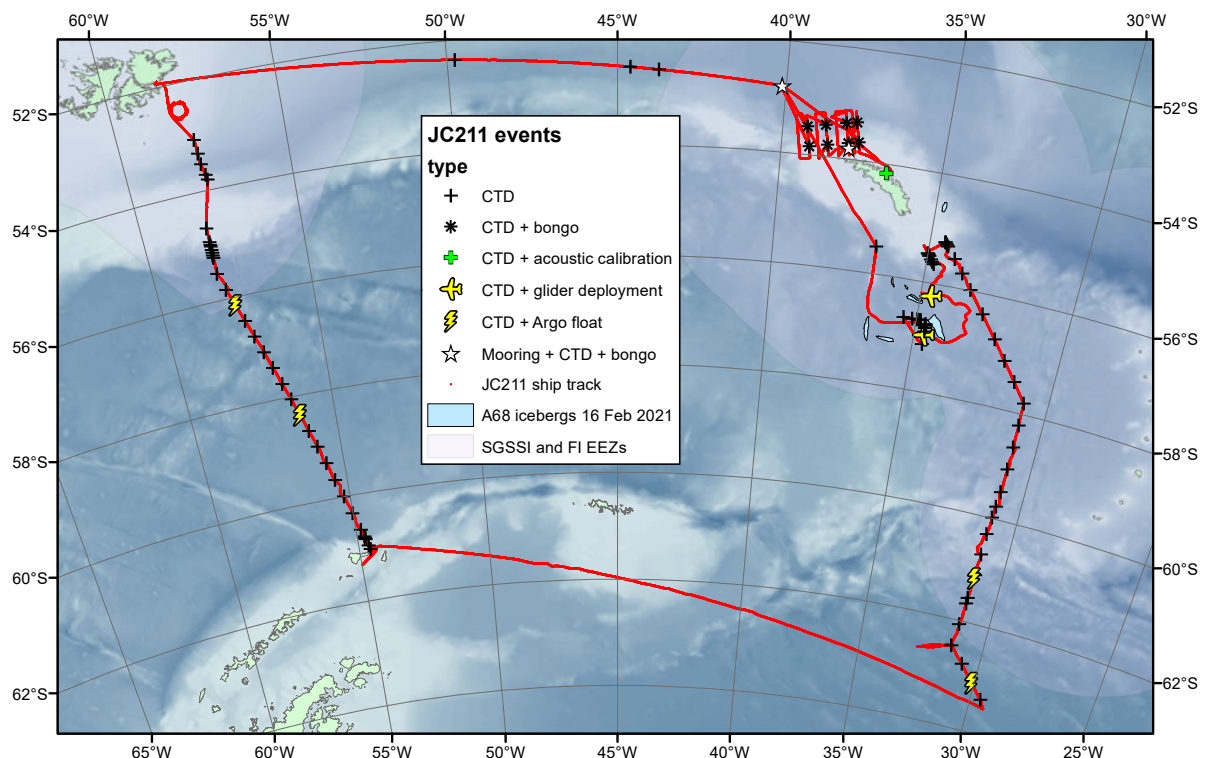 60°W 55°W 50°W 45°W 40°W 35°W 30°W
52°S 52°S
JC211 events
type
CTD
CTD + bongo
CTD + acoustic calibration
CTD + glider deployment
CTD + Argo float
Mooring + CTD + bongo
JC211 ship track
A68 icebergs 16 Feb 2021
SGSSI and FI EEZs
54°S 54°S
56°S 56°S
58°S 58°S
60°S 60°S
62°S 62°S
65°W 60°W 55°W 50°W 45°W 40°W 35°W 30°W 25°W